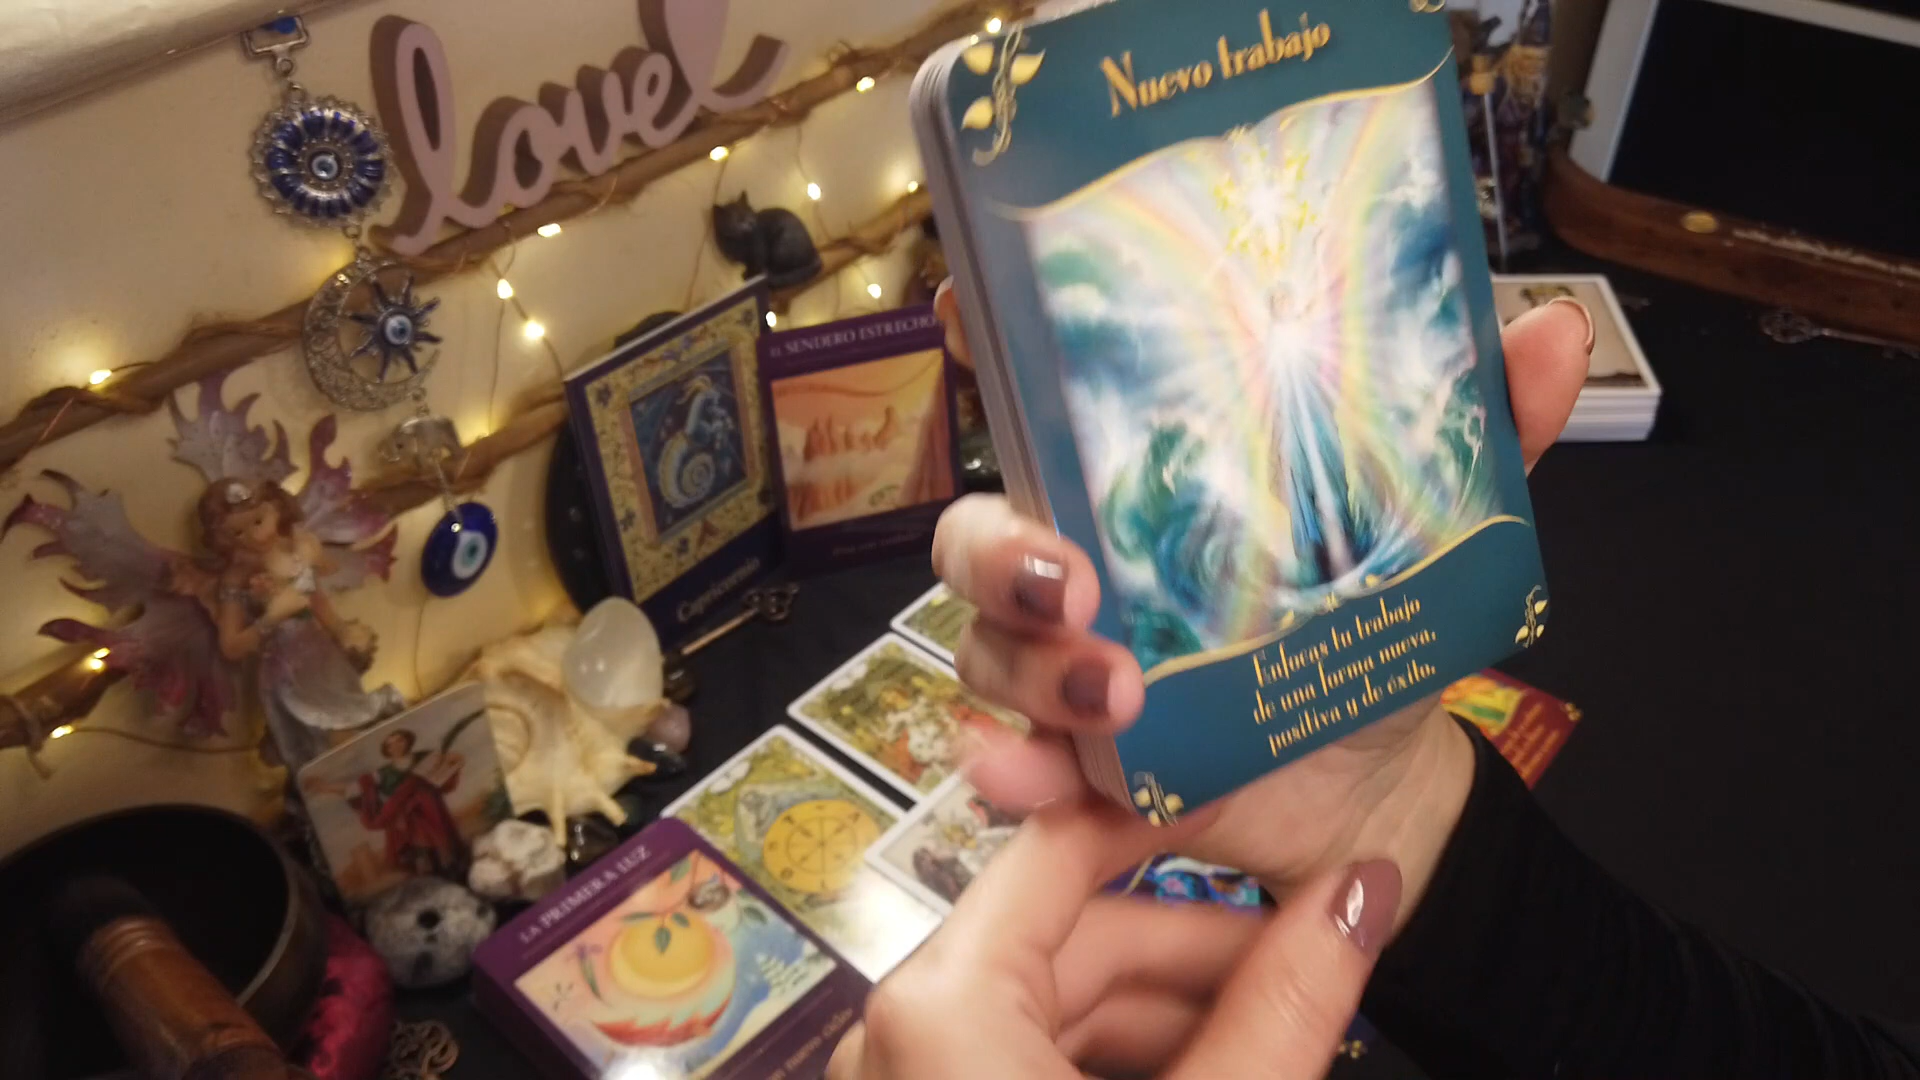 love
Nuevo trabajo
Enfocas tu trabajo
de una forma nueva,
positiva y de éxito.
EL SENDERO ESTRECHO
Capricornio
LA PRIMERA LUZ